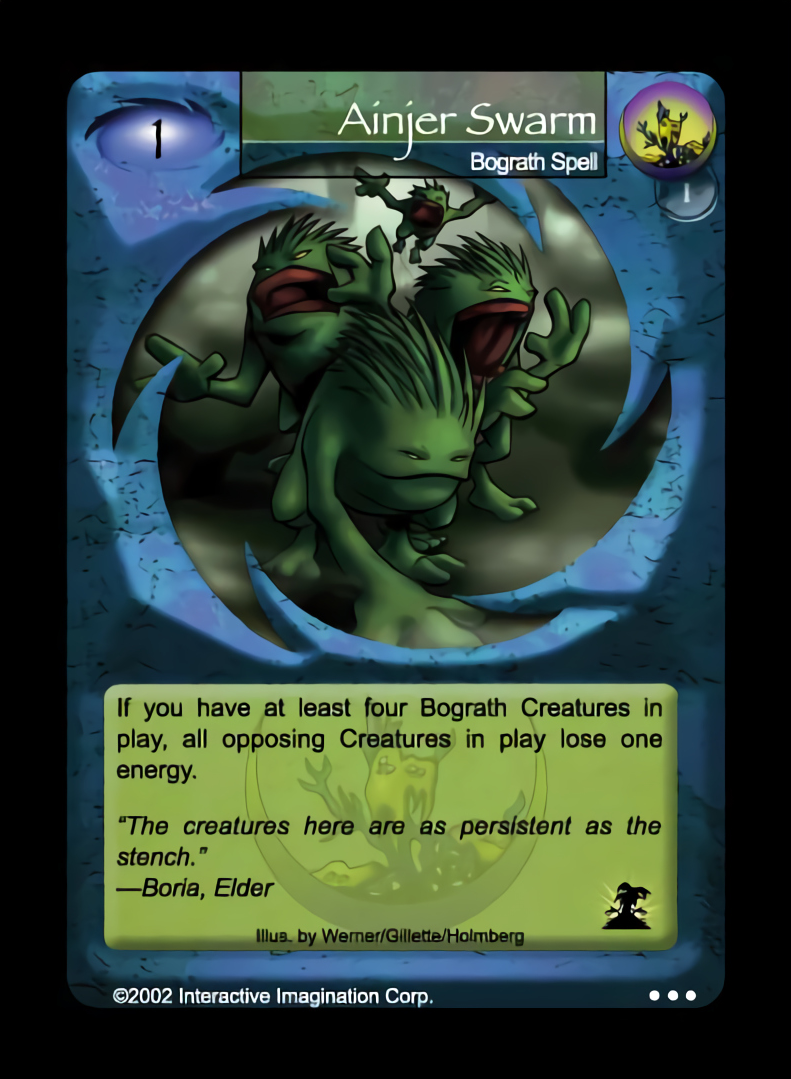 1
Ainjer Swarm
Bograth Spell
1
If you have at least four Bograth Creatures in
play, all opposing Creatures in play lose one
energy.
"The creatures here are as persistent as the
stench."
—Boria, Elder
Illus. by Werner/Gillette/Holmberg
©2002 Interactive Imagination Corp.